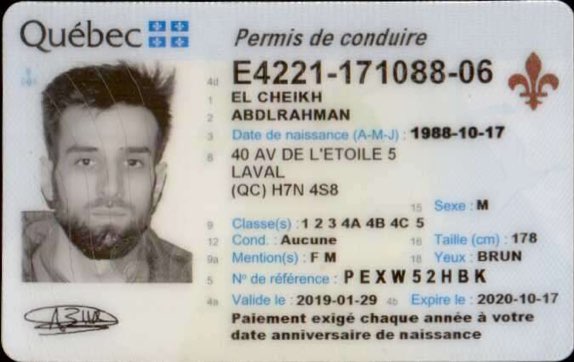 Québec
Permis de conduire
4d E4221-171088-06
1 EL CHEIKH
2 ABDLRAHMAN
3 Date de naissance (A-M-J) : 1988-10-17
8 40 AV DE L'ETOILE 5
LAVAL
(QC) H7N 4S8
15 Sexe : M
9 Classe(s) : 1 2 3 4A 4B 4C 5
12 Cond. : Aucune 16 Taille (cm) : 178
9a Mention(s) : F M 18 Yeux : BRUN
5 Nº de référence : PEXW52HBK
4a Valide le : 2019-01-29 4b Expire le : 2020-10-17
Paiement exigé chaque année à votre
date anniversaire de naissance